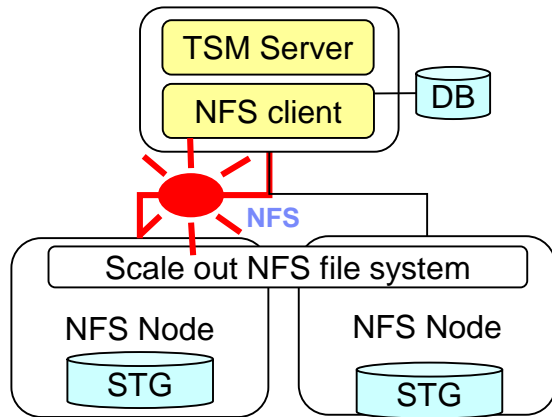 TSM Server
NFS client
DB
NFS
Scale out NFS file system
NFS Node
NFS Node
STG
STG